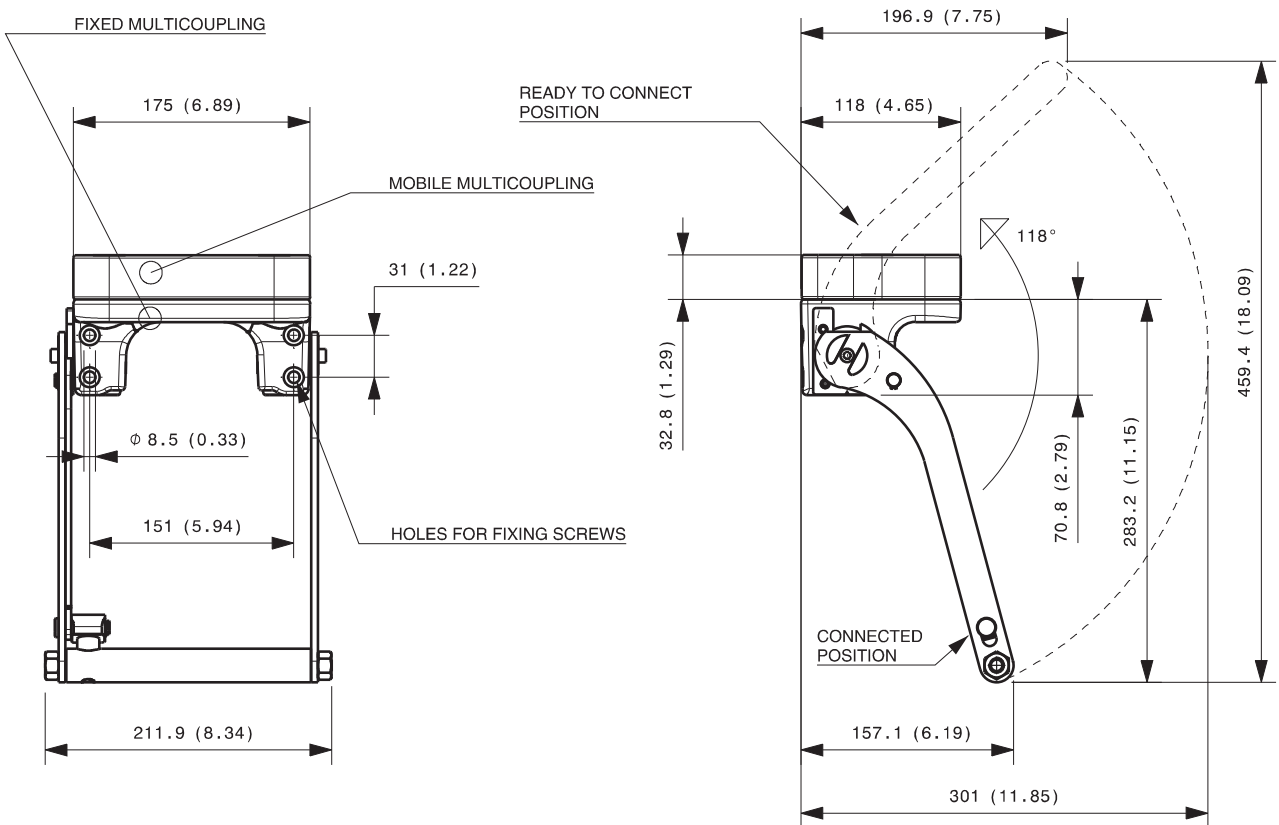 FIXED MULTICOUPLING
196.9 (7.75)
175 (6.89)
READY TO CONNECT
POSITION
118 (4.65)
MOBILE MULTICOUPLING
118°
31 (1.22)
459.4 (18.09)
32.8 (1.29)
ϕ 8.5 (0.33)
70.8 (2.79)
283.2 (11.15)
151 (5.94)
HOLES FOR FIXING SCREWS
CONNECTED
POSITION
211.9 (8.34)
157.1 (6.19)
301 (11.85)